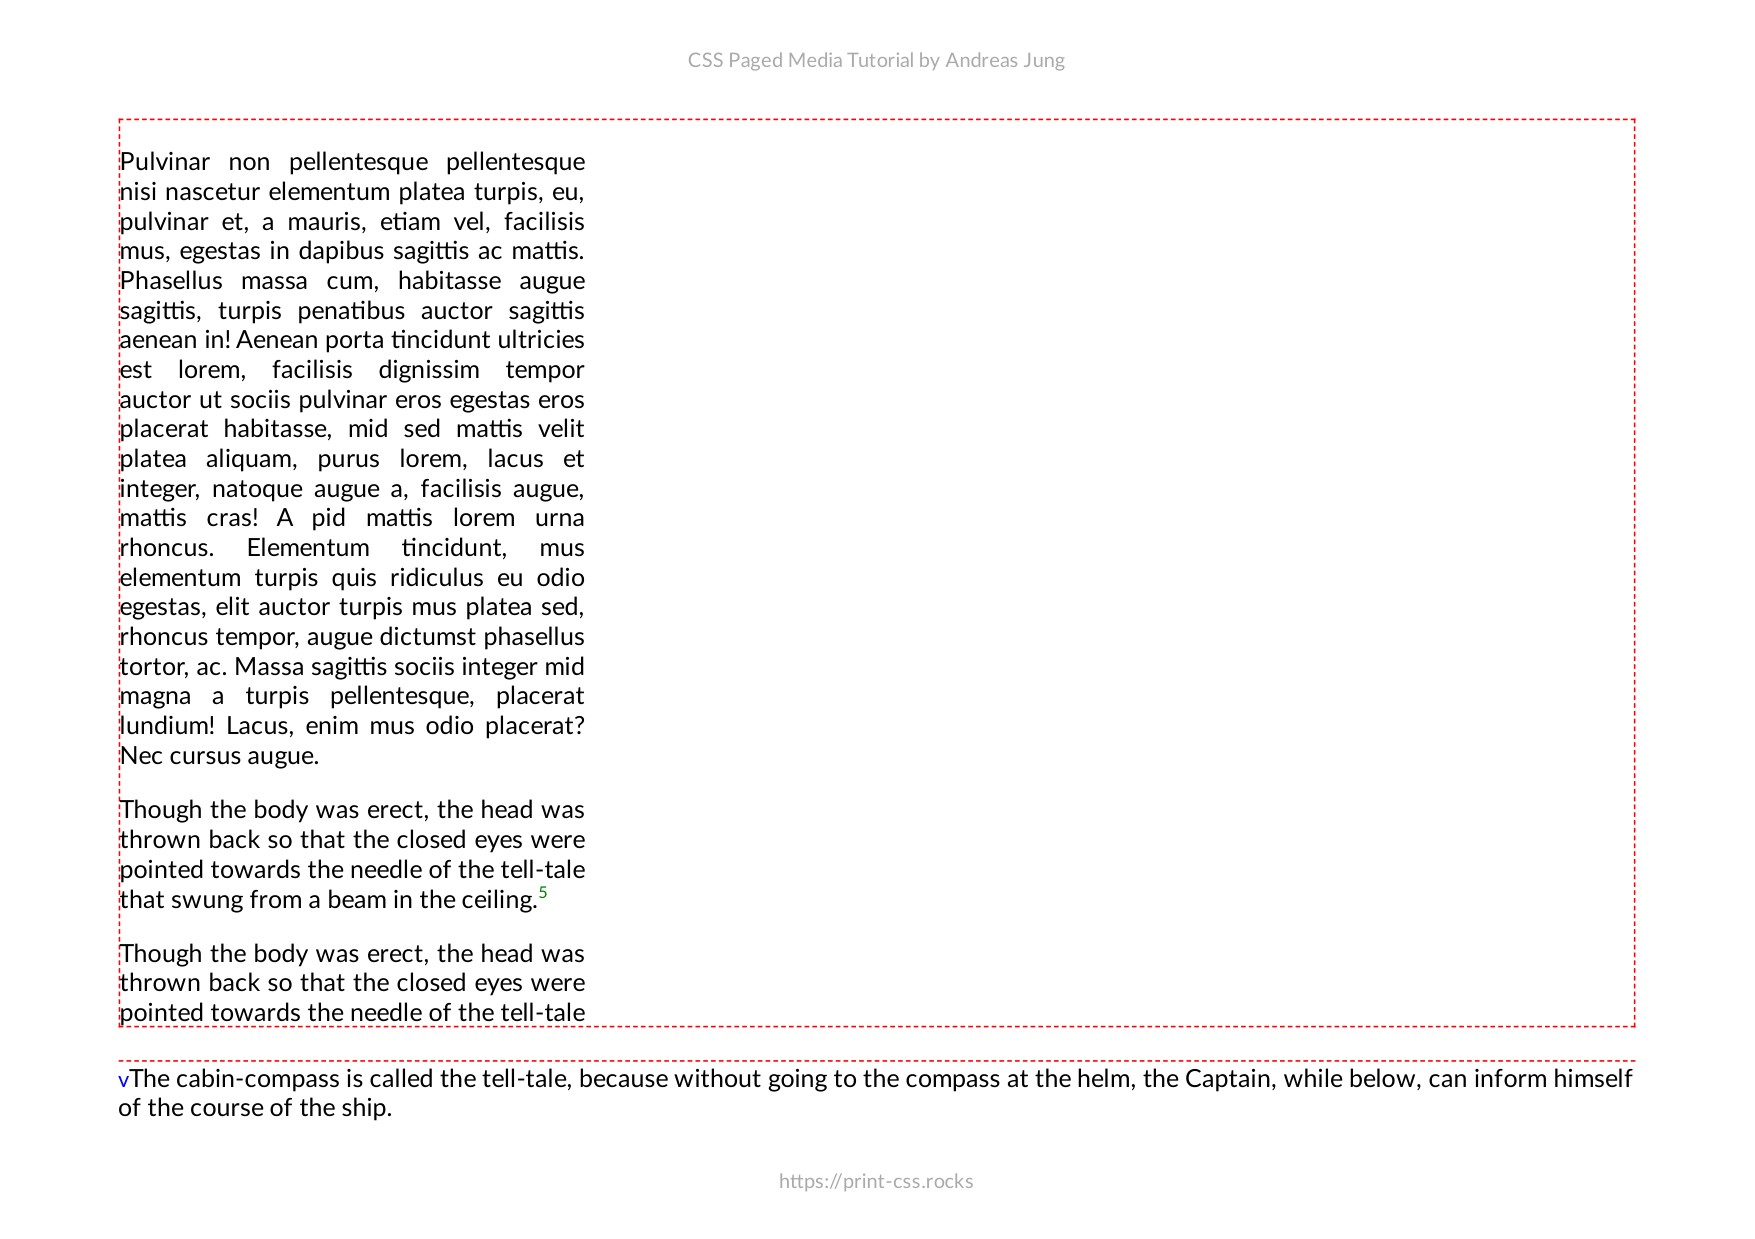 CSS Paged Media Tutorial by Andreas Jung
Pulvinar non pellentesque pellentesque
nisi nascetur elementum platea turpis, eu,
pulvinar et, a mauris, etiam vel, facilisis
mus, egestas in dapibus sagittis ac mattis.
Phasellus massa cum, habitasse augue
sagittis, turpis penatibus auctor sagittis
aenean in! Aenean porta tincidunt ultricies
est lorem, facilisis dignissim tempor
auctor ut sociis pulvinar eros egestas eros
placerat habitasse, mid sed mattis velit
platea aliquam, purus lorem, lacus et
integer, natoque augue a, facilisis augue,
mattis cras! A pid mattis lorem urna
rhoncus. Elementum tincidunt, mus
elementum turpis quis ridiculus eu odio
egestas, elit auctor turpis mus platea sed,
rhoncus tempor, augue dictumst phasellus
tortor, ac. Massa sagittis sociis integer mid
magna a turpis pellentesque, placerat
lundium! Lacus, enim mus odio placerat?
Nec cursus augue.
Though the body was erect, the head was
thrown back so that the closed eyes were
pointed towards the needle of the tell-tale
that swung from a beam in the ceiling.5
Though the body was erect, the head was
thrown back so that the closed eyes were
pointed towards the needle of the tell-tale
vThe cabin-compass is called the tell-tale, because without going to the compass at the helm, the Captain, while below, can inform himself
of the course of the ship.
https://print-css.rocks